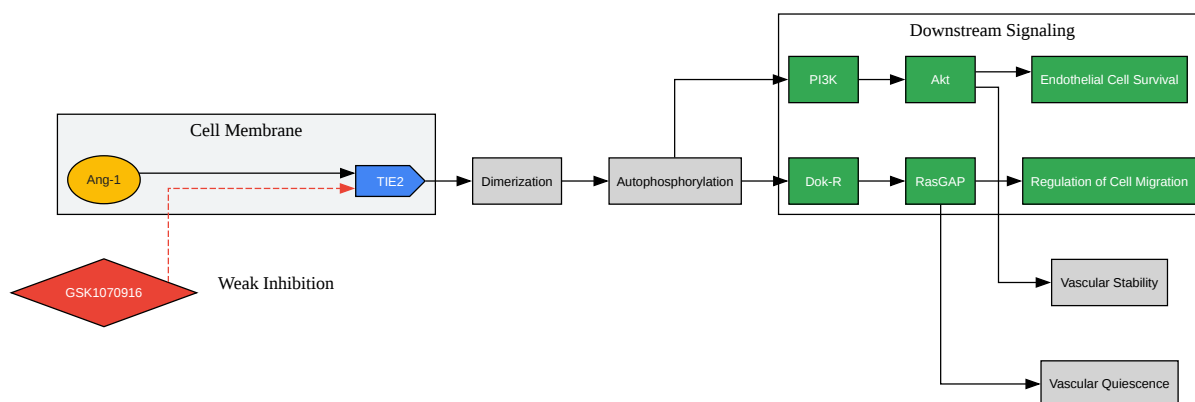 Downstream Signaling
PI3K
Akt
Endothelial Cell Survival
Cell Membrane
Ang-1
TIE2
Dimerization
Autophosphorylation
Dok-R
RasGAP
Regulation of Cell Migration
GSK1070916
Weak Inhibition
Vascular Stability
Vascular Quiescence